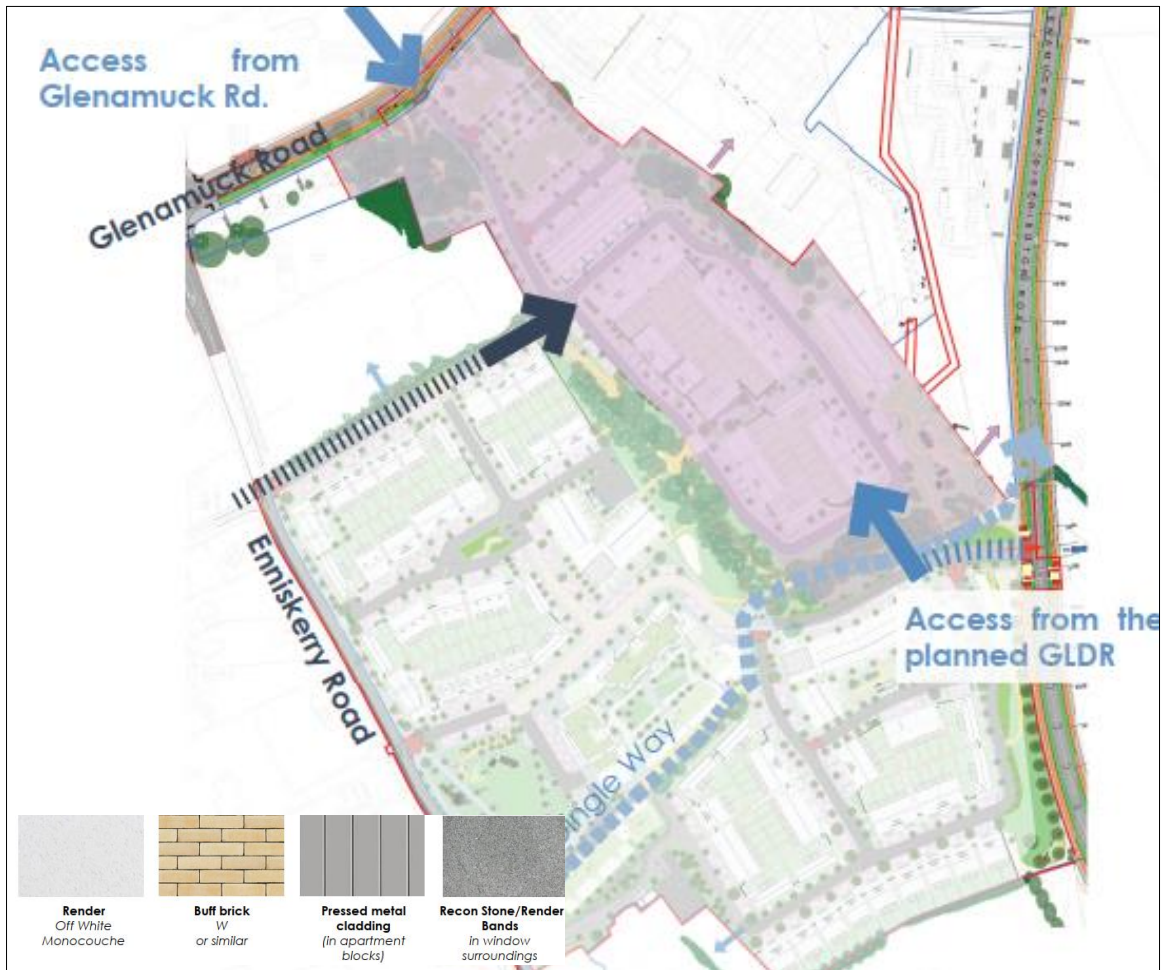 Access from
Glenamuck Rd.
Glenamuck Road
Enniskerry Road
Access from the
planned GLDR
Way
Render
Off White
Monocouche
Buff brick
W
or similar
Pressed metal
cladding
(in apartment
blocks)
Recon Stone/Render
Bands
in window
surroundings